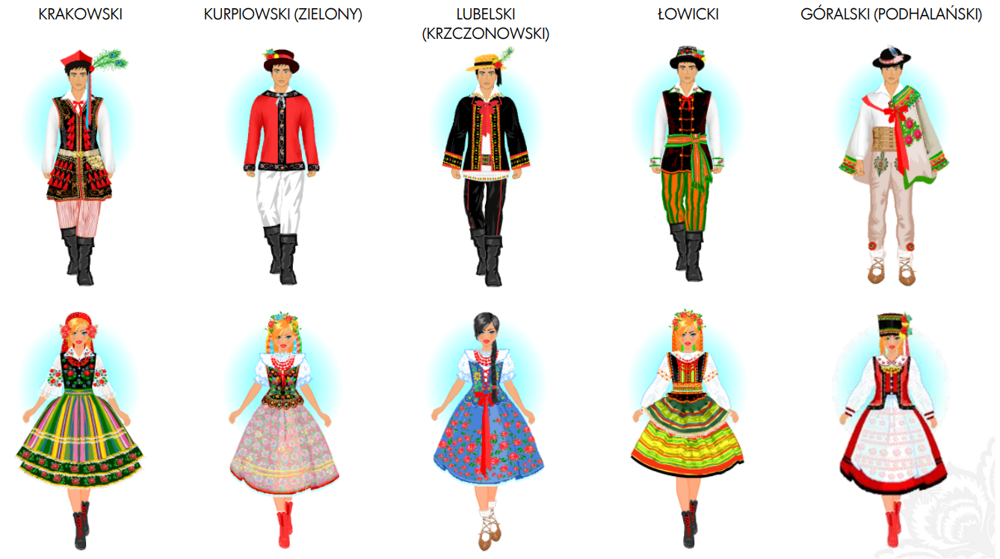 KRAKOWSKI
KURPIOWSKI (ZIELONY)
LUBELSKI
(KRZCZONOWSKI)
ŁOWICKI
GÓRALSKI (PODHALAŃSKI)